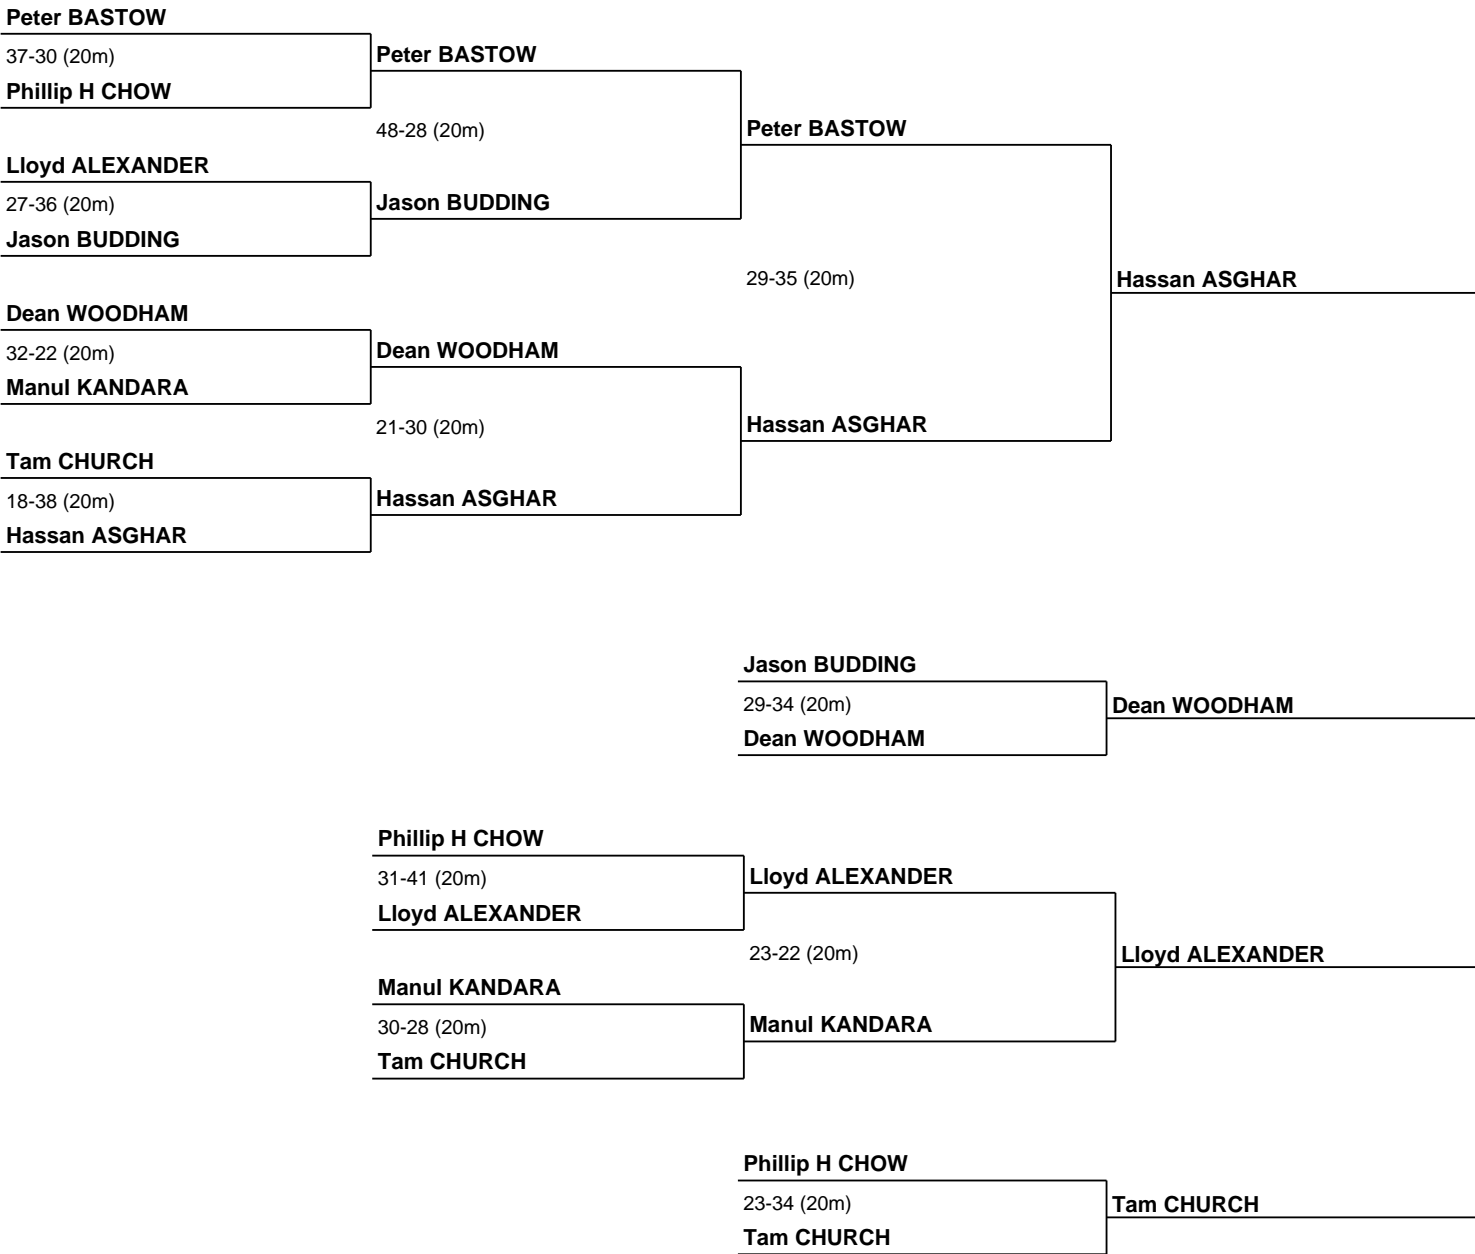 Peter BASTOW
37-30 (20m)
Peter BASTOW
Phillip H CHOW
48-28 (20m)
Peter BASTOW
Lloyd ALEXANDER
27-36 (20m)
Jason BUDDING
Jason BUDDING
29-35 (20m)
Hassan ASGHAR
Dean WOODHAM
32-22 (20m)
Dean WOODHAM
Manul KANDARA
21-30 (20m)
Hassan ASGHAR
Tam CHURCH
18-38 (20m)
Hassan ASGHAR
Hassan ASGHAR
Jason BUDDING
29-34 (20m)
Dean WOODHAM
Dean WOODHAM
Phillip H CHOW
31-41 (20m)
Lloyd ALEXANDER
Lloyd ALEXANDER
23-22 (20m)
Lloyd ALEXANDER
Manul KANDARA
30-28 (20m)
Manul KANDARA
Tam CHURCH
Phillip H CHOW
23-34 (20m)
Tam CHURCH
Tam CHURCH